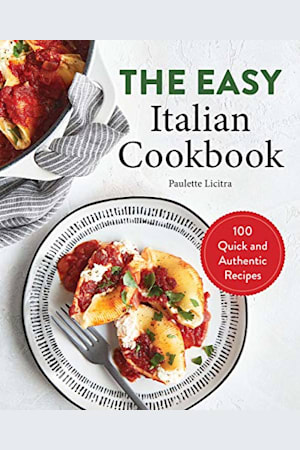 THE EASY
Italian
Cookbook
Paulette Licitra
100
Quick and
Authentic
Recipes